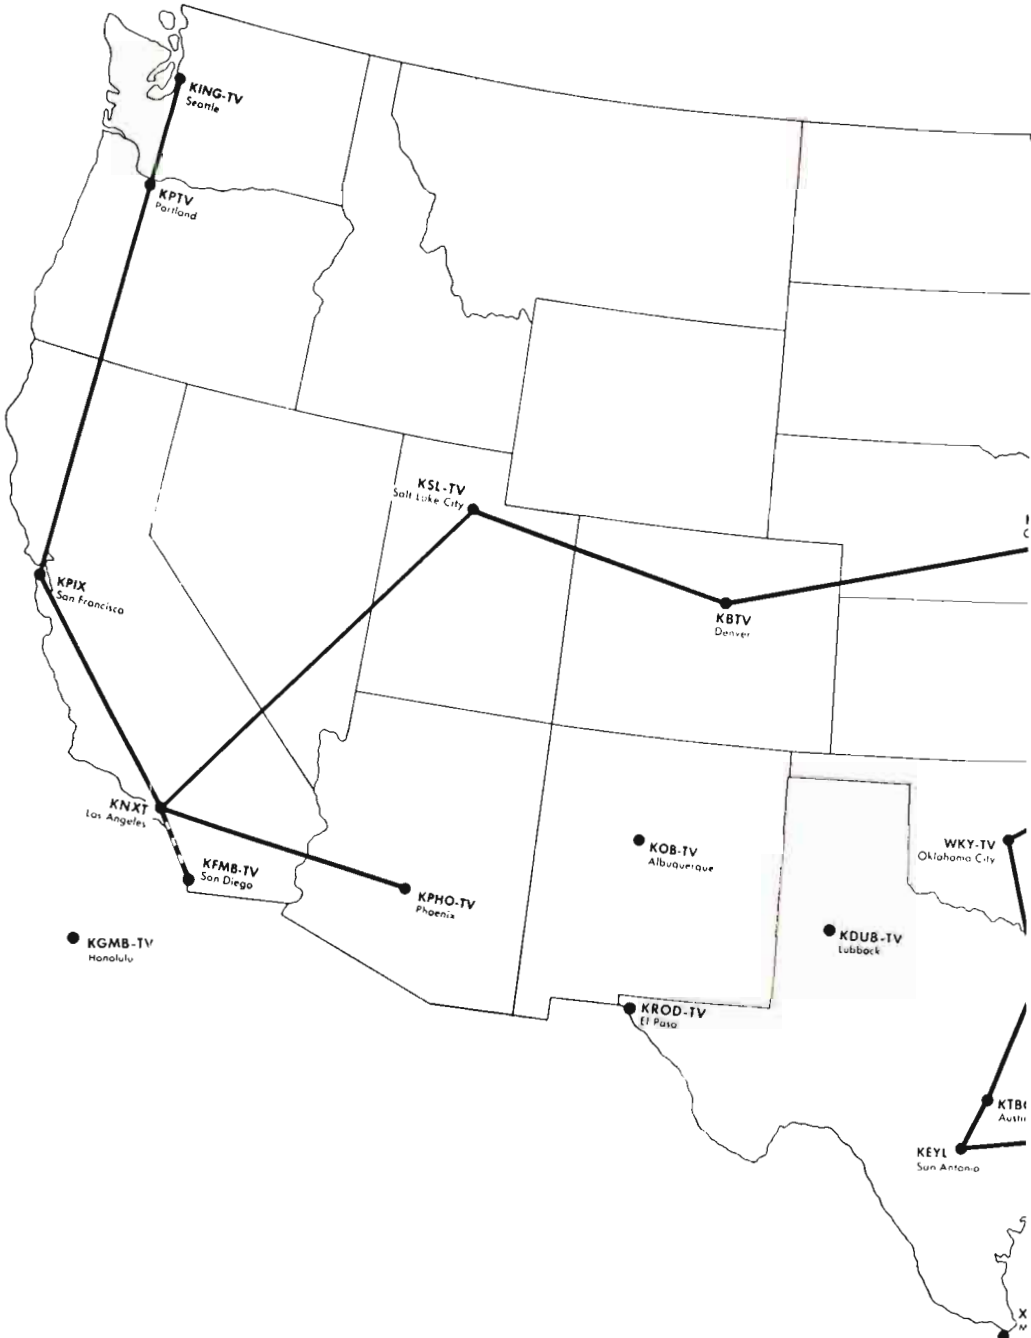 KING-TV
Seattle
KPTV
Portland
KSL-TV
Salt Lake City
KPIX
San Francisco
KBTV
Denver
KNXT
Los Angeles
KFMB-TV
San Diego
KPHO-TV
Phoenix
KOB-TV
Albuquerque
WKY-TV
Oklahoma City
KGMB-TV
Honolulu
KDUB-TV
Lubbock
KROD-TV
El Paso
KEYL
San Antonio